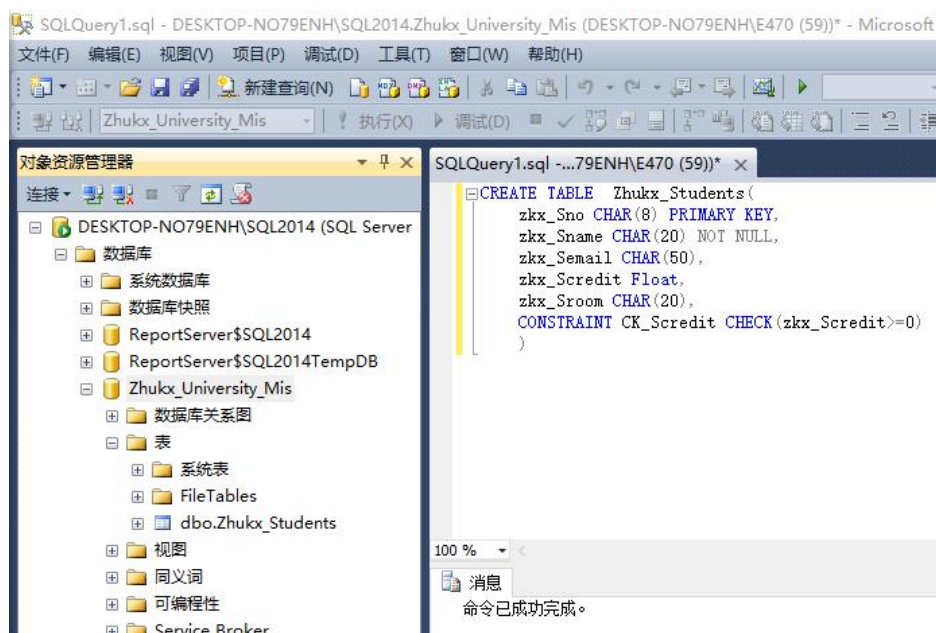 SQLQuery1.sql - DESKTOP-NO79ENH\SQL2014.Zhukx_University_Mis (DESKTOP-NO79ENH\E470 (59))* - Microsoft
文件(F) 编辑(E) 视图(V) 项目(P) 调试(D) 工具(T) 窗口(W) 帮助(H)
新建查询(N)
Zhukx_University_Mis 执行(X) 调试(D)
对象资源管理器
连接
DESKTOP-NO79ENH\SQL2014 (SQL Server
数据库
系统数据库
数据库快照
ReportServer$SQL2014
ReportServer$SQL2014TempDB
Zhukx_University_Mis
数据库关系图
表
系统表
FileTables
dbo.Zhukx_Students
视图
同义词
可编程性
Service Broker
SQLQuery1.sql -...79ENH\E470 (59))*
CREATE TABLE Zhukx_Students(
zkx_Sno CHAR(8) PRIMARY KEY,
zkx_Sname CHAR(20) NOT NULL,
zkx_Semail CHAR(50),
zkx_Scredit Float,
zkx_Sroom CHAR(20),
CONSTRAINT CK_Scredit CHECK(zkx_Scredit>=0)
)
100 %
消息
命令已成功完成。